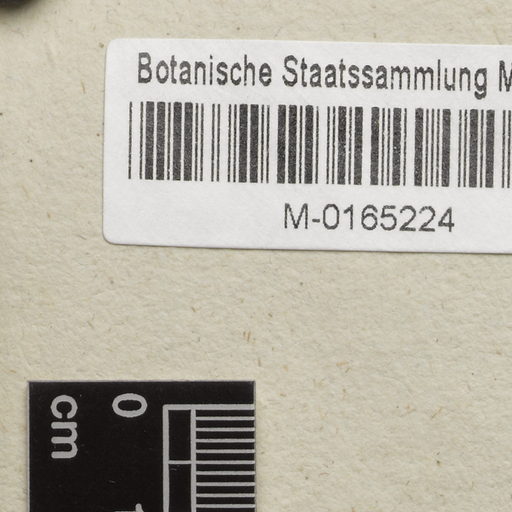 Botanische Staatssammlung M
M-0165224
0
cm